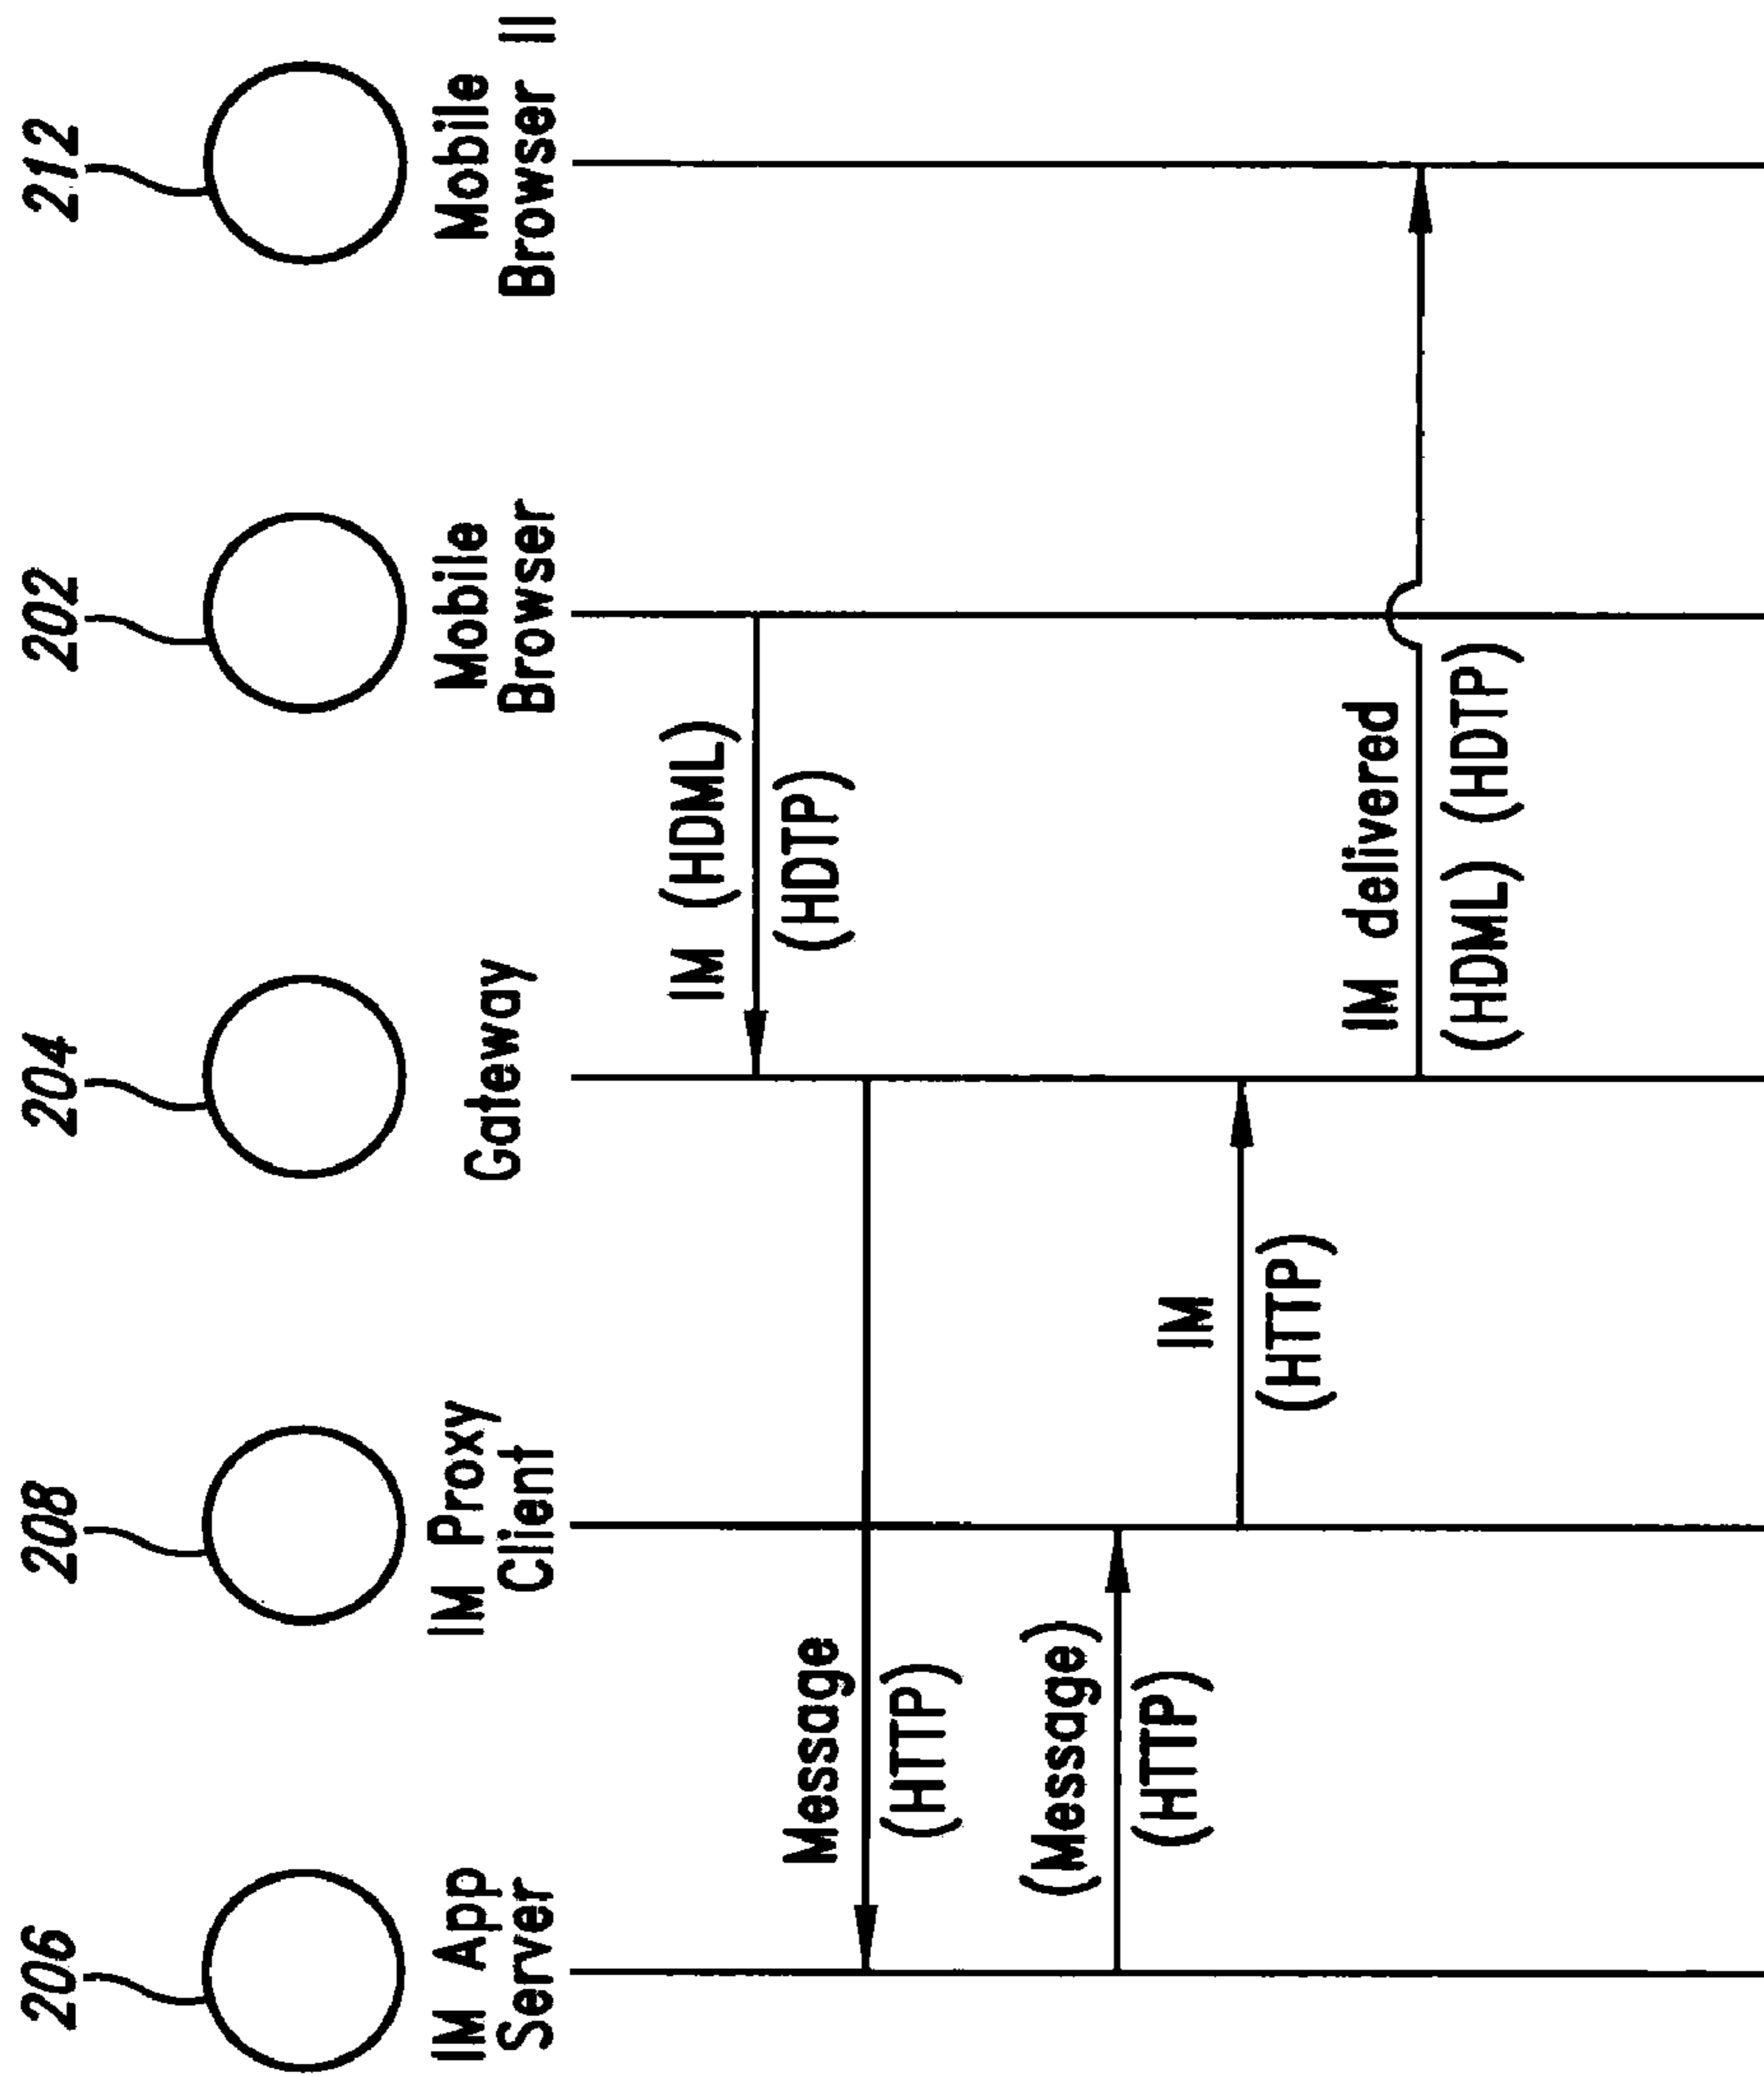 206
208
204
202
212
IM App
Server
IM Proxy
Client
Gateway
Mobile
Browser
Mobile
Browser II
IM (HDML)
(HDTP)
Message
(HTTP)
(Message)
(HTTP)
IM
(HTTP)
IM delivered
(HDML) (HDTP)